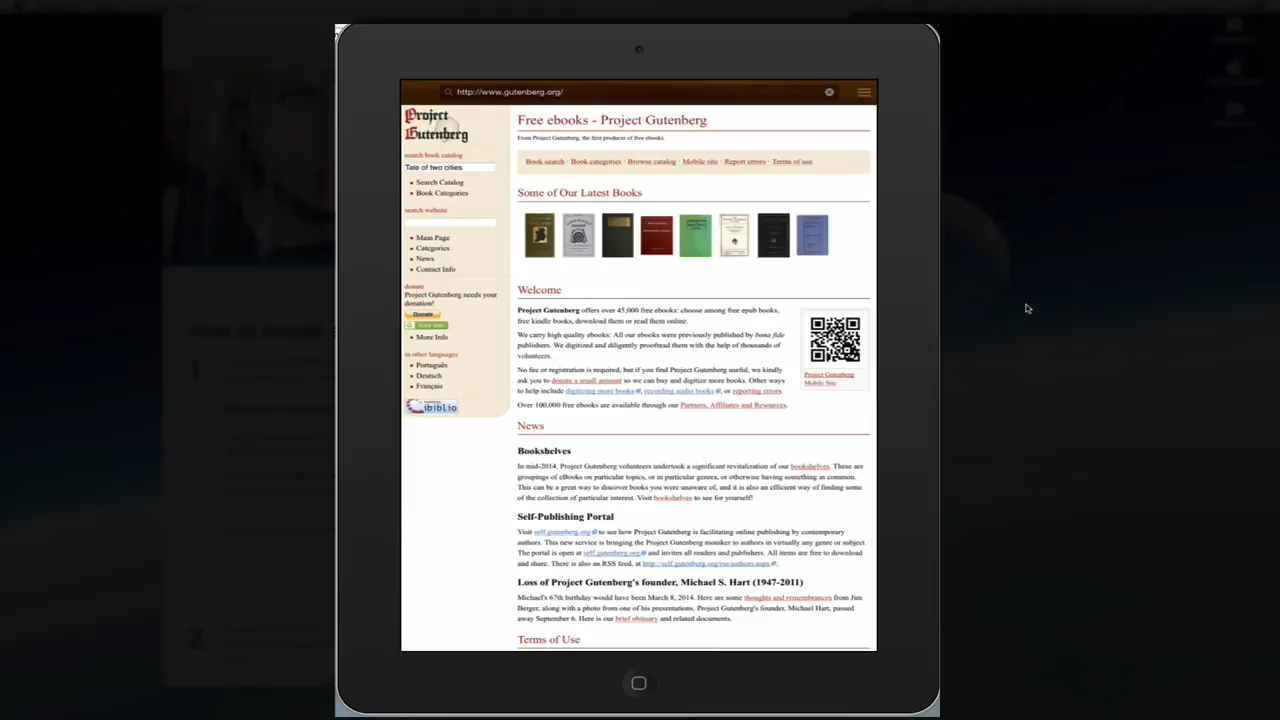 http://www.gutenberg.org/
Project
Gutenberg
search book catalog
Tale of two cities
Search Catalog
Book Categories
search website
Main Page
Categories
News
Contact Info
donate
Project Gutenberg needs your
donation!
Donate
More Info
in other languages
Português
Deutsch
Français
ibiblio
Free ebooks - Project Gutenberg
From Project Gutenberg, the first producer of free ebooks.
Book search · Book categories · Browse catalog · Mobile site · Report errors · Terms of use
Some of Our Latest Books
Welcome
Project Gutenberg offers over 45,000 free ebooks: choose among free epub books,
free kindle books, download them or read them online.
We carry high quality ebooks: All our ebooks were previously published by bona fide
publishers. We digitized and diligently proofread them with the help of thousands of
volunteers.
No fee or registration is required, but if you find Project Gutenberg useful, we kindly
ask you to donate a small amount so we can buy and digitize more books. Other ways
to help include digitizing more books, recording audio books, or reporting errors.
Over 100,000 free ebooks are available through our Partners, Affiliates and Resources.
Project Gutenberg
Mobile Site
News
Bookshelves
In mid-2014, Project Gutenberg volunteers undertook a significant revitalization of our bookshelves. These are
groupings of eBooks on particular topics, or in particular genres, or otherwise having something in common.
This can be a great way to discover books you were unaware of, and it is also an efficient way of finding some
of the collection of particular interest. Visit bookshelves to see for yourself!
Self-Publishing Portal
Visit self.gutenberg.org to see how Project Gutenberg is facilitating online publishing by contemporary
authors. This new service is bringing the Project Gutenberg moniker to authors in virtually any genre or subject.
The portal is open at self.gutenberg.org and invites all readers and publishers. All items are free to download
and share. There is also an RSS feed, at http://self.gutenberg.org/rss/authors.aspx.
Loss of Project Gutenberg's founder, Michael S. Hart (1947-2011)
Michael's 67th birthday would have been March 8, 2014. Here are some thoughts and remembrances from Jim
Berger, along with a photo from one of his presentations. Project Gutenberg's founder, Michael Hart, passed
away September 6. Here is our brief obituary and related documents.
Terms of Use